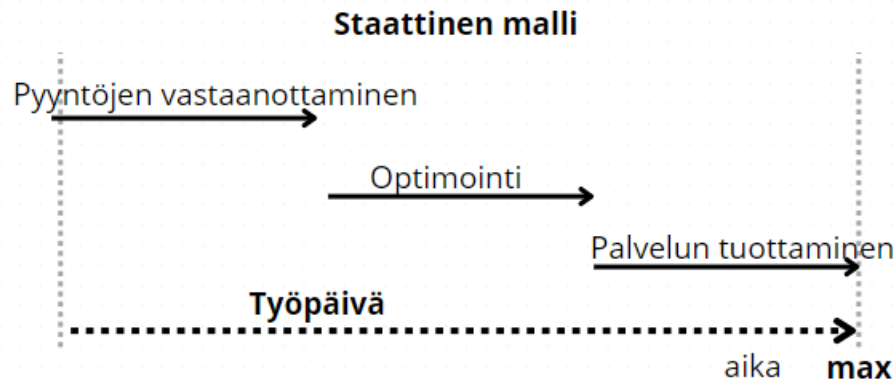 Staattinen malli
Pyyntöjen vastaanottaminen
Optimointi
Palvelun tuottaminen
Työpäivä
aika max